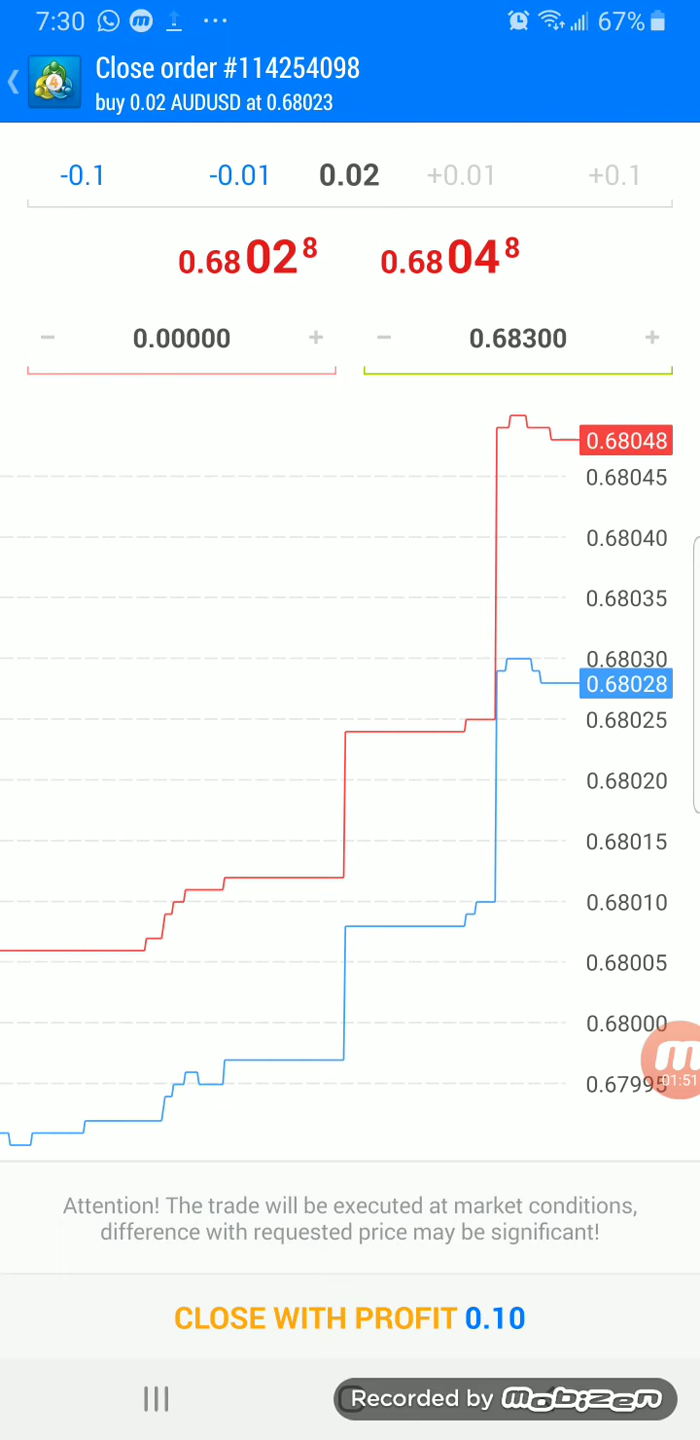 7:30 67%
Close order #114254098
buy 0.02 AUDUSD at 0.68023
-0.1 -0.01 0.02 +0.01 +0.1
0.68028 0.68048
− 0.00000 + − 0.68300 +
0.68048
0.68045
0.68040
0.68035
0.68030
0.68028
0.68025
0.68020
0.68015
0.68010
0.68005
0.68000
0.67995
01:51
Attention! The trade will be executed at market conditions,
difference with requested price may be significant!
CLOSE WITH PROFIT 0.10
Recorded by mobizen